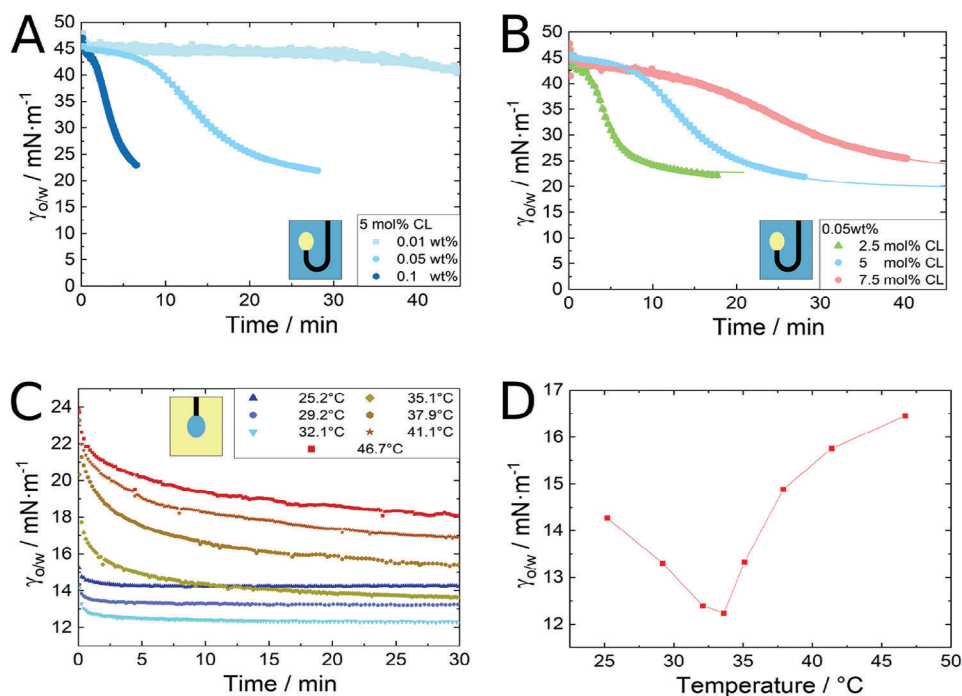 A
50
45
40
35
30
25
20
15
10
5
0
γo/w / mN·m⁻¹
5 mol% CL
0.01 wt%
0.05 wt%
0.1 wt%
0 10 20 30 40
Time / min
B
50
45
40
35
30
25
20
15
10
5
0
γo/w / mN·m⁻¹
0.05wt%
2.5 mol% CL
5 mol% CL
7.5 mol% CL
0 10 20 30 40
Time / min
C
24
22
20
18
16
14
12
γo/w / mN·m⁻¹
25.2°C 35.1°C
29.2°C 37.9°C
32.1°C 41.1°C
46.7°C
0 5 10 15 20 25 30
Time / min
D
17
16
15
14
13
12
γo/w / mN·m⁻¹
25 30 35 40 45 50
Temperature / °C